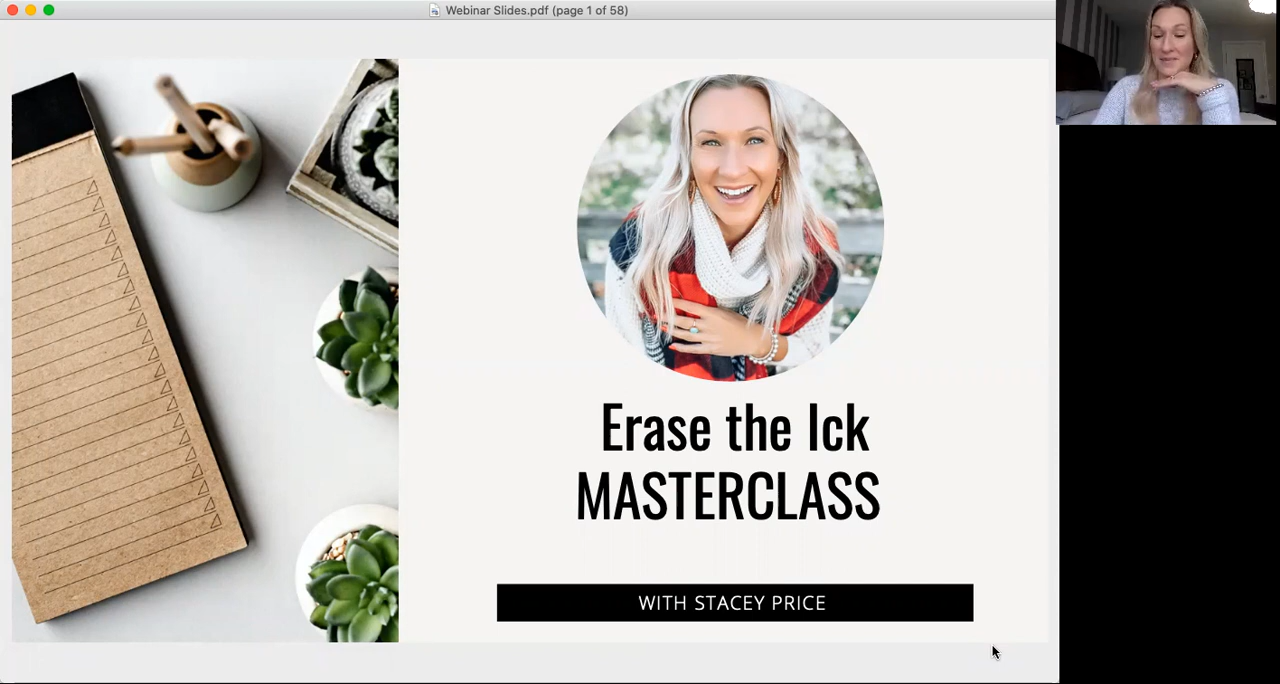 Webinar Slides.pdf (page 1 of 58)
Erase the Ick
MASTERCLASS
WITH STACEY PRICE